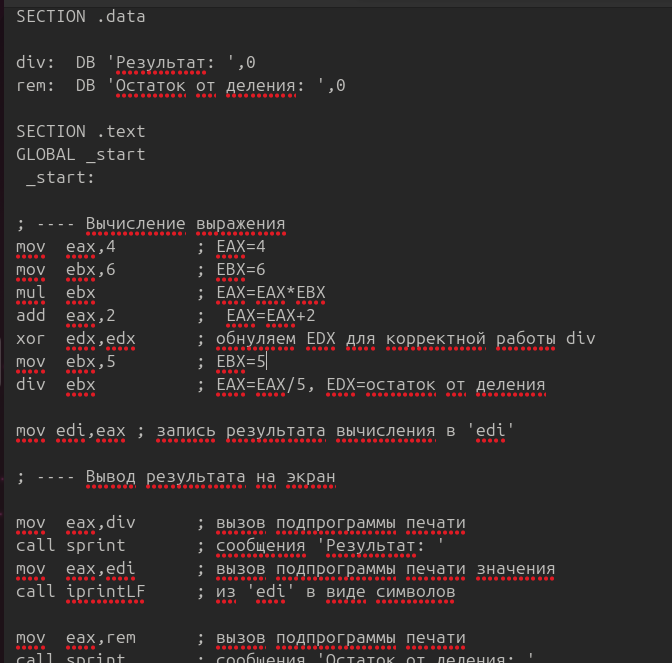 SECTION .data
div: DB 'Результат: ',0
rem: DB 'Остаток от деления: ',0
SECTION .text
GLOBAL _start
_start:
; ---- Вычисление выражения
mov eax,4 ; EAX=4
mov ebx,6 ; EBX=6
mul ebx ; EAX=EAX*EBX
add eax,2 ; EAX=EAX+2
xor edx,edx ; обнуляем EDX для корректной работы div
mov ebx,5 ; EBX=5
div ebx ; EAX=EAX/5, EDX=остаток от деления
mov edi,eax ; запись результата вычисления в 'edi'
; ---- Вывод результата на экран
mov eax,div ; вызов подпрограммы печати
call sprint ; сообщения 'Результат: '
mov eax,edi ; вызов подпрограммы печати значения
call iprintLF ; из 'edi' в виде символов
mov eax,rem ; вызов подпрограммы печати
call sprint ; сообщения 'Остаток от деления: '